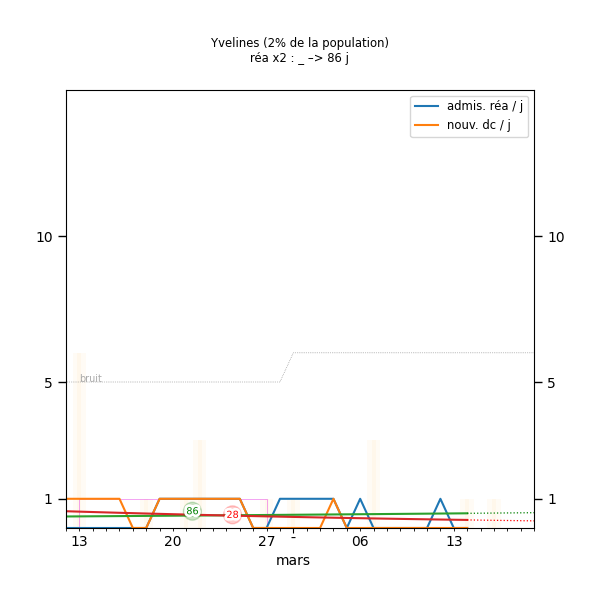 Yvelines (2% de la population)
réa x2 : _ –> 86 j
admis. réa / j
nouv. dc / j
10 10
bruit
5 5
86
28
1 1
13 20 27 - 06 13
mars